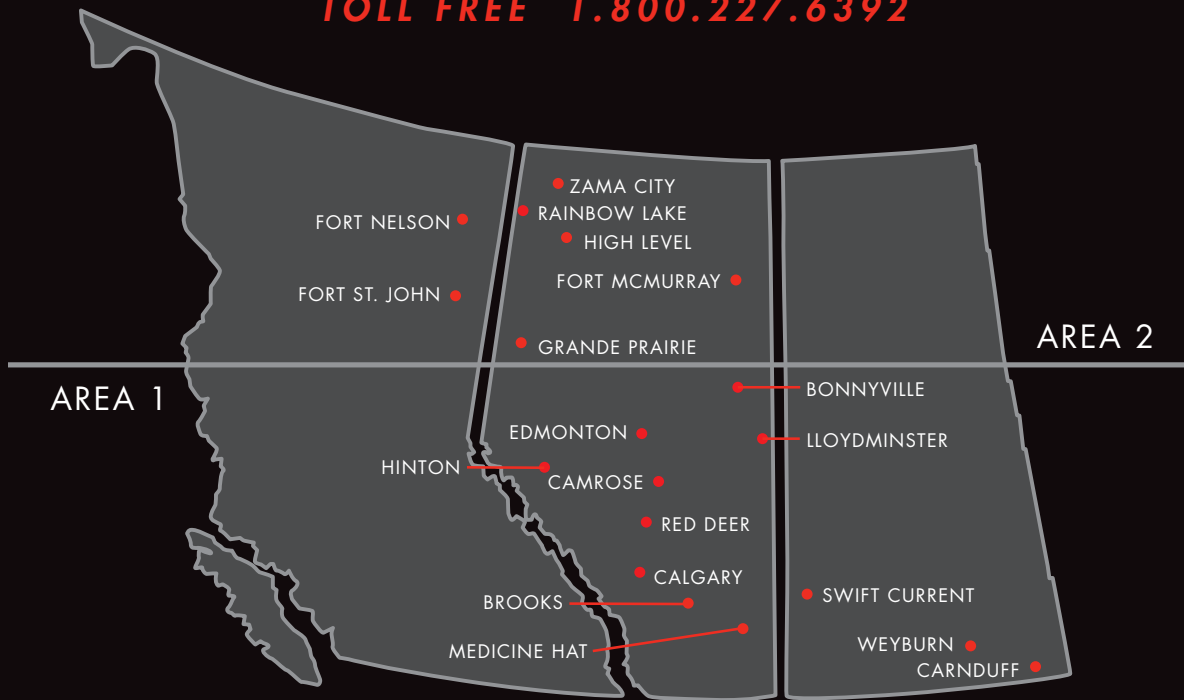 TOLL FREE 1.800.227.6392
ZAMA CITY
RAINBOW LAKE
FORT NELSON
HIGH LEVEL
FORT MCMURRAY
FORT ST. JOHN
AREA 2
GRANDE PRAIRIE
AREA 1
BONNYVILLE
EDMONTON
LLOYDMINSTER
HINTON
CAMROSE
RED DEER
CALGARY
BROOKS
SWIFT CURRENT
MEDICINE HAT
WEYBURN
CARNDUFF